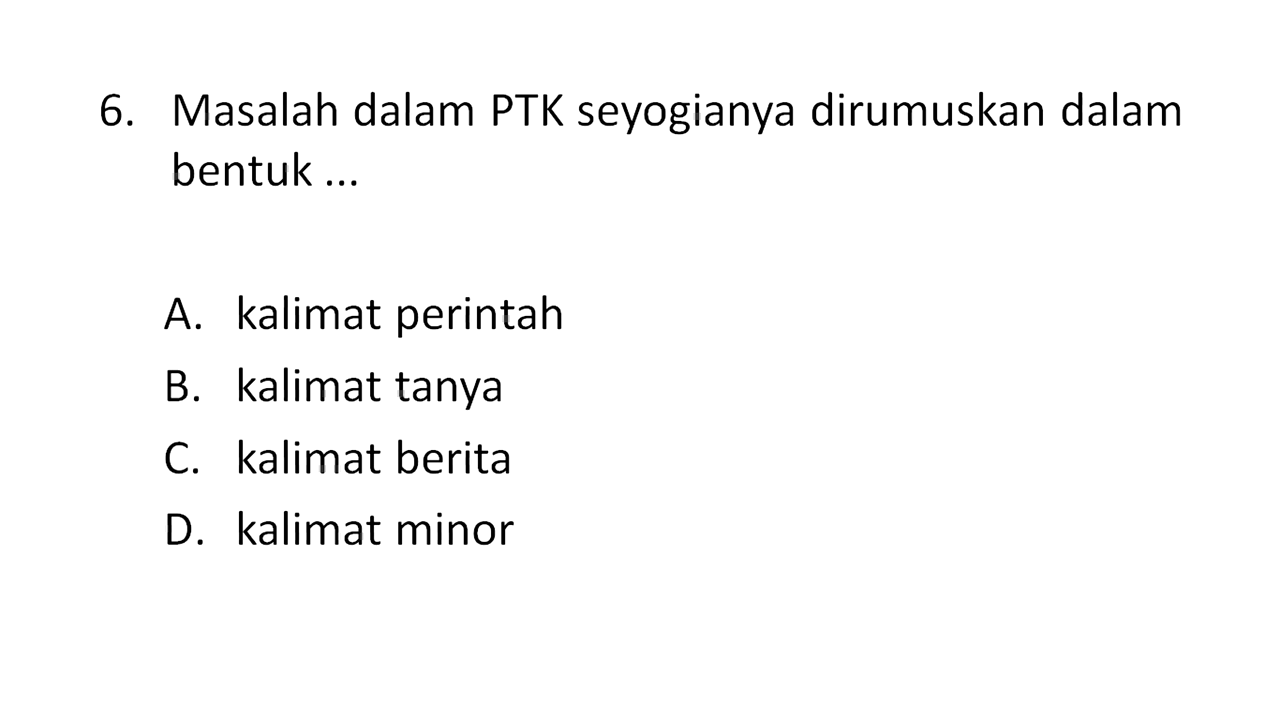 6. Masalah dalam PTK seyogianya dirumuskan dalam
bentuk ...
A. kalimat perintah
B. kalimat tanya
C. kalimat berita
D. kalimat minor